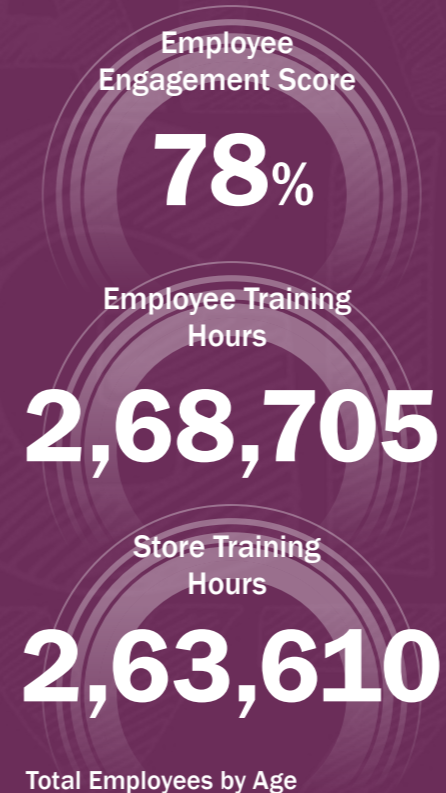 Employee
Engagement Score
78%
Employee Training
Hours
2,68,705
Store Training
Hours
2,63,610
Total Employees by Age